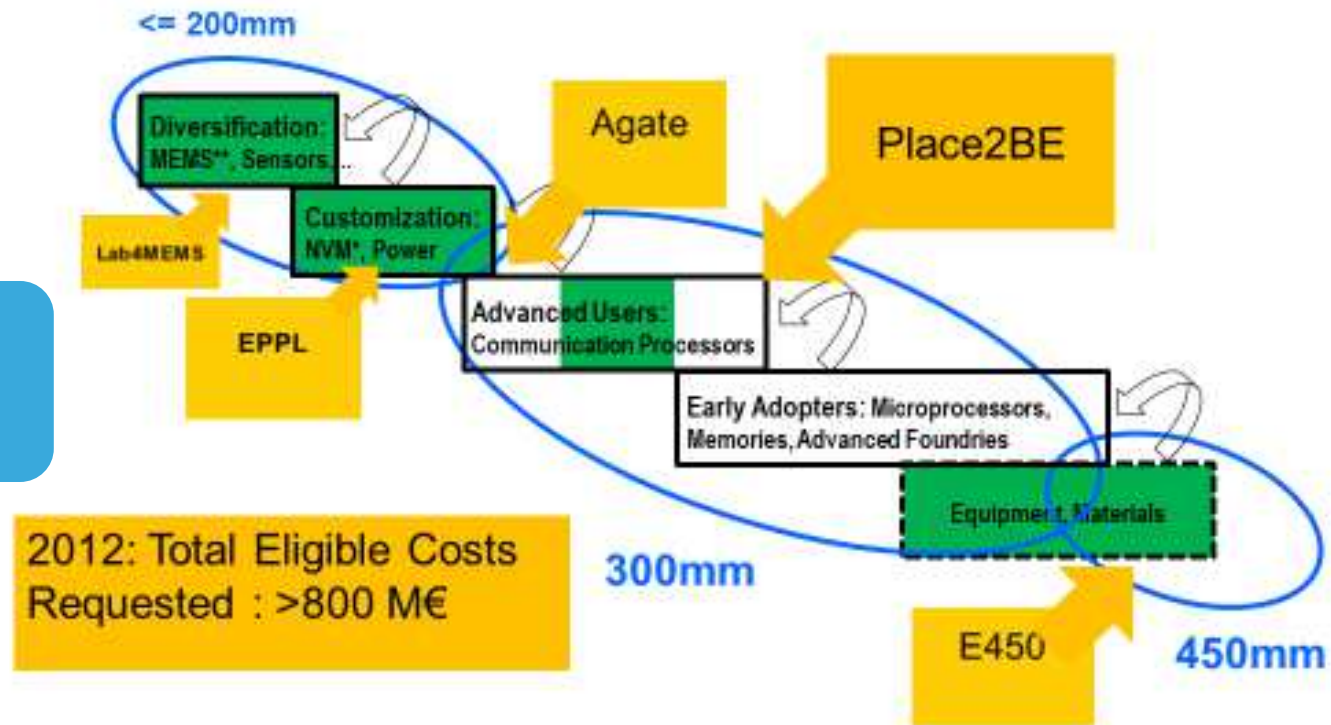 <= 200mm
Diversification:
MEMS**, Sensors,..
Agate
Place2BE
Customization:
NVM*, Power
Lab4MEMS
EPPL
Advanced Users:
Communication Processors
Early Adopters: Microprocessors,
Memories, Advanced Foundries
Equipment, Materials
2012: Total Eligible Costs
Requested : >800 M€
300mm
E450
450mm